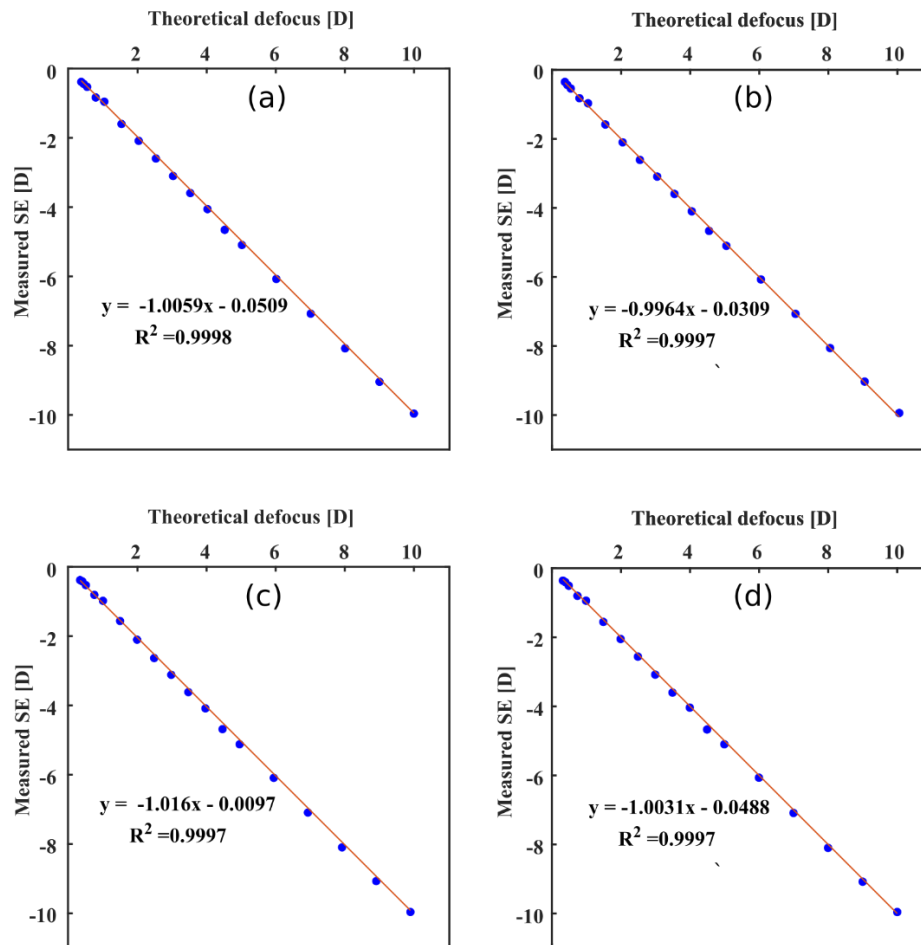 Theoretical defocus [D]
2 4 6 8 10
0
(a)
-2
-4
-6
-8
-10
Measured SE [D]
y = -1.0059x - 0.0509
R² =0.9998
Theoretical defocus [D]
2 4 6 8 10
0
(b)
-2
-4
-6
-8
-10
Measured SE [D]
y = -0.9964x - 0.0309
R² =0.9997
`
Theoretical defocus [D]
2 4 6 8 10
0
(c)
-2
-4
-6
-8
-10
Measured SE [D]
y = -1.016x - 0.0097
R² =0.9997
Theoretical defocus [D]
2 4 6 8 10
0
(d)
-2
-4
-6
-8
-10
Measured SE [D]
y = -1.0031x - 0.0488
R² =0.9997
`